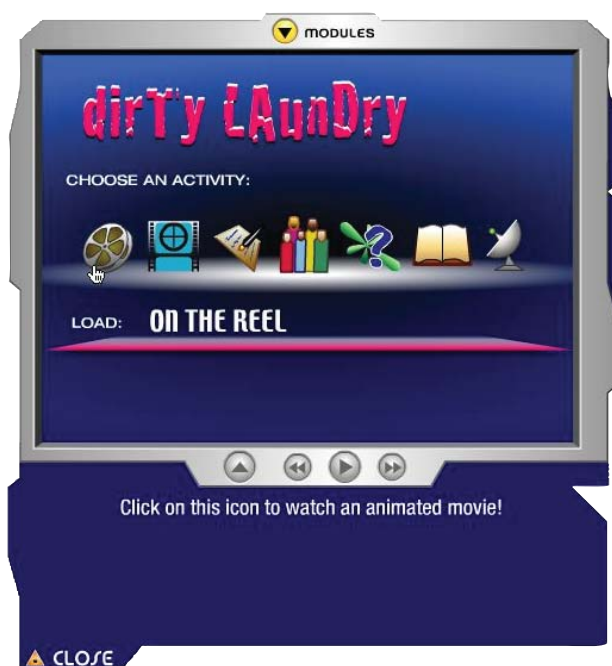 MODULES
dirTy LAunDry
CHOOSE AN ACTIVITY:
LOAD: ON THE REEL
Click on this icon to watch an animated movie!
CLOSE